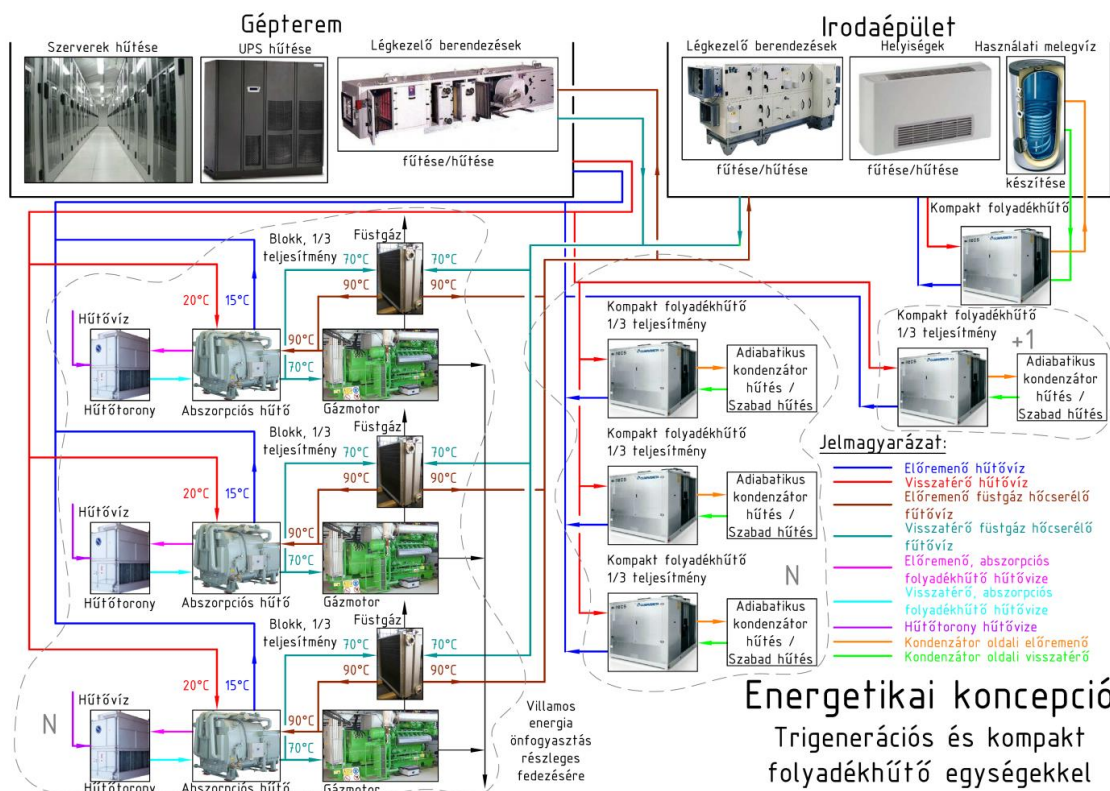 Gépterem
Irodaépület
Szerverek hűtése
UPS hűtése
Légkezelő berendezések
fűtése/hűtése
Légkezelő berendezések
Helyiségek
Használati melegvíz
fűtése/hűtése
fűtése/hűtése
készítése
Kompakt folyadékhűtő
Blokk, 1/3
teljesítmény
Füstgáz
70°C
70°C
90°C
90°C
20°C
15°C
90°C
70°C
Hűtővíz
Hűtőtorony
Abszorpciós hűtő
Gázmotor
Blokk, 1/3
teljesítmény
Füstgáz
70°C
70°C
90°C
90°C
20°C
15°C
90°C
70°C
Hűtővíz
Hűtőtorony
Abszorpciós hűtő
Gázmotor
Blokk, 1/3
teljesítmény
Füstgáz
70°C
70°C
90°C
90°C
20°C
15°C
90°C
70°C
Hűtővíz
Hűtőtorony
Abszorpciós hűtő
Gázmotor
N
Villamos
energia
önfogyasztás
részleges
fedezésére
Kompakt folyadékhűtő
1/3 teljesítmény
Adiabatikus
kondenzátor
hűtés /
Szabad hűtés
Kompakt folyadékhűtő
1/3 teljesítmény
Adiabatikus
kondenzátor
hűtés /
Szabad hűtés
Kompakt folyadékhűtő
1/3 teljesítmény
Adiabatikus
kondenzátor
hűtés /
Szabad hűtés
N
Kompakt folyadékhűtő
1/3 teljesítmény
+1
Adiabatikus
kondenzátor
hűtés /
Szabad hűtés
Jelmagyarázat:
Előremenő hűtővíz
Visszatérő hűtővíz
Előremenő füstgáz hőcserélő
fűtővíz
Visszatérő füstgáz hőcserélő
fűtővíz
Előremenő, abszorpciós
folyadékhűtő hűtővize
Visszatérő, abszorpciós
folyadékhűtő hűtővize
Hűtőtorony hűtővize
Kondenzátor oldali előremenő
Kondenzátor oldali visszatérő
Energetikai koncepció
Trigenerációs és kompakt
folyadékhűtő egységekkel